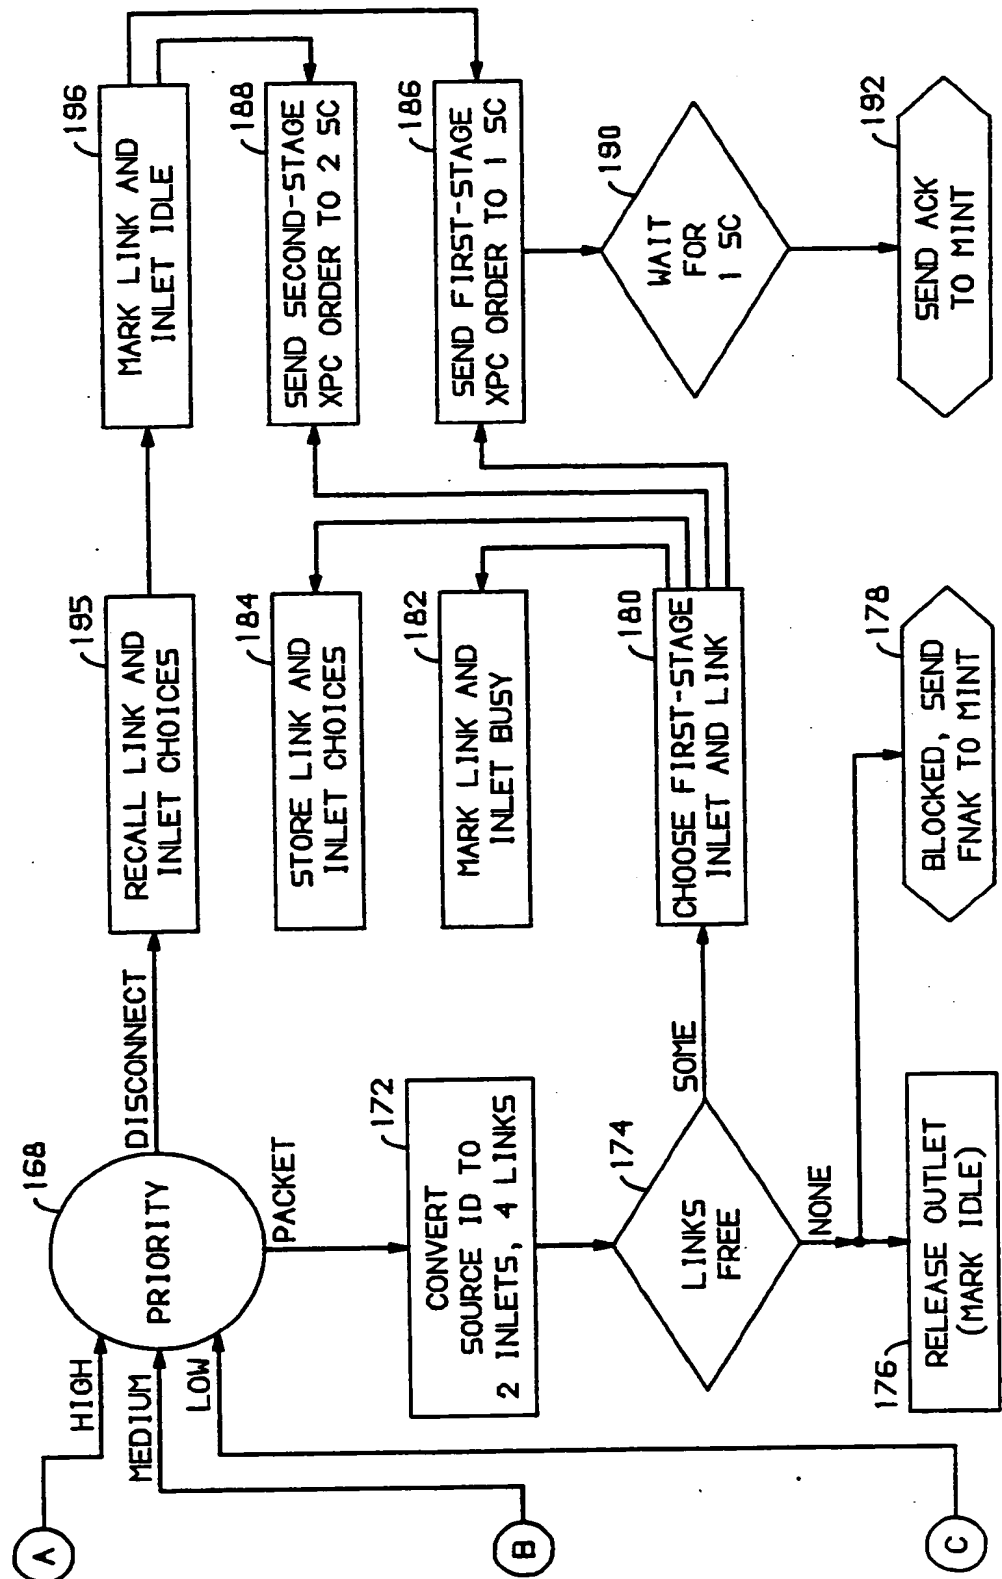 A
HIGH
B
MEDIUM
C
LOW
168
PRIORITY
DISCONNECT
PACKET
195
RECALL LINK AND
INLET CHOICES
196
MARK LINK AND
INLET IDLE
184
STORE LINK AND
INLET CHOICES
188
SEND SECOND-STAGE
XPC ORDER TO 2 SC
172
CONVERT
SOURCE ID TO
2 INLETS, 4 LINKS
182
MARK LINK AND
INLET BUSY
186
SEND FIRST-STAGE
XPC ORDER TO 1 SC
174
LINKS
FREE
SOME
NONE
180
CHOOSE FIRST-STAGE
INLET AND LINK
190
WAIT
FOR
1 SC
176
RELEASE OUTLET
(MARK IDLE)
178
BLOCKED, SEND
FNAK TO MINT
192
SEND ACK
TO MINT